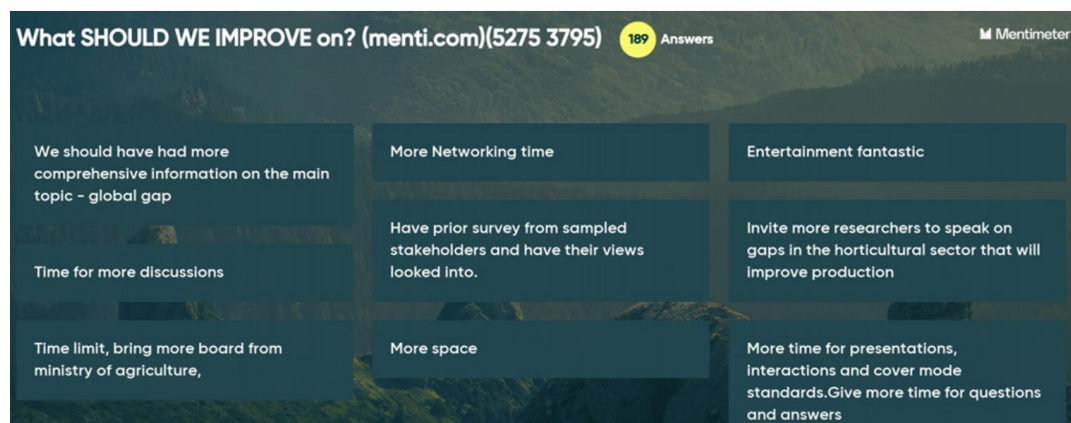 What SHOULD WE IMPROVE on? (menti.com)(5275 3795)
189 Answers
Mentimeter
We should have had more
comprehensive information on the main
topic - global gap
Time for more discussions
Time limit, bring more board from
ministry of agriculture,
More Networking time
Have prior survey from sampled
stakeholders and have their views
looked into.
More space
Entertainment fantastic
Invite more researchers to speak on
gaps in the horticultural sector that will
improve production
More time for presentations,
interactions and cover mode
standards.Give more time for questions
and answers